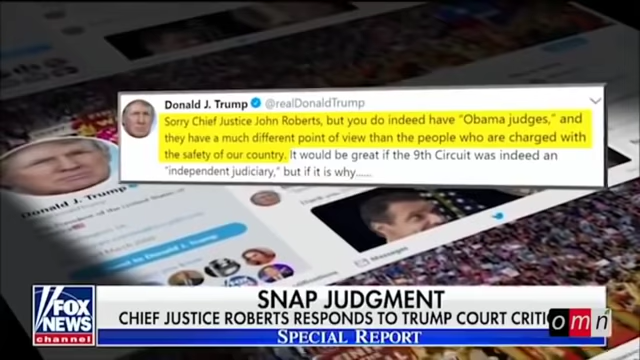 Donald J. Trump @realDonaldTrump
Sorry Chief Justice John Roberts, but you do indeed have “Obama judges,” and
they have a much different point of view than the people who are charged with
the safety of our country. It would be great if the 9th Circuit was indeed an
“independent judiciary,” but if it is why......
Donald J. Trump
Messages
SNAP JUDGMENT
CHIEF JUSTICE ROBERTS RESPONDS TO TRUMP COURT
omn
FOX
NEWS
channel
SPECIAL REPORT